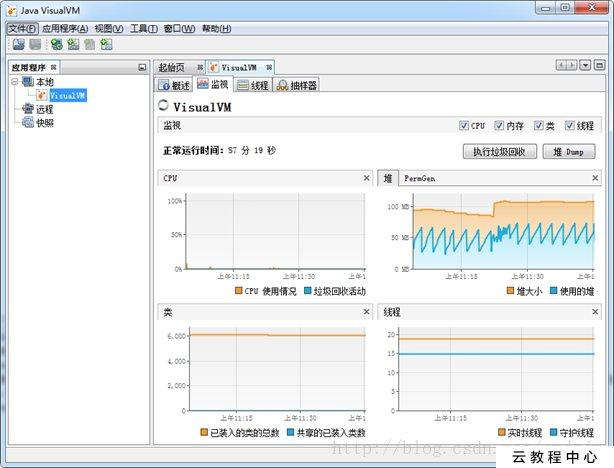 Java VisualVM
文件(F) 应用程序(A) 视图(V) 工具(T) 窗口(W) 帮助(H)
应用程序
本地
VisualVM
远程
快照
起始页 VisualVM
概述 监视 线程 抽样器
VisualVM
监视 CPU 内存 类 线程
正常运行时间: 57 分 19 秒 执行垃圾回收 堆 Dump
CPU
100%
50%
0%
上午11:15 上午11:30 上午1
CPU 使用情况 垃圾回收活动
堆 PermGen
100 MB
50 MB
0 MB
上午11:15 上午11:30 上午1
堆大小 使用的堆
类
6,000
4,000
2,000
0
上午11:15 上午11:30 上午1
已装入的类的总数 共享的已装入类数
线程
20
15
10
5
0
上午11:15 上午11:30 上午1
实时线程 守护线程
http://blog.csdn.
云教程中心